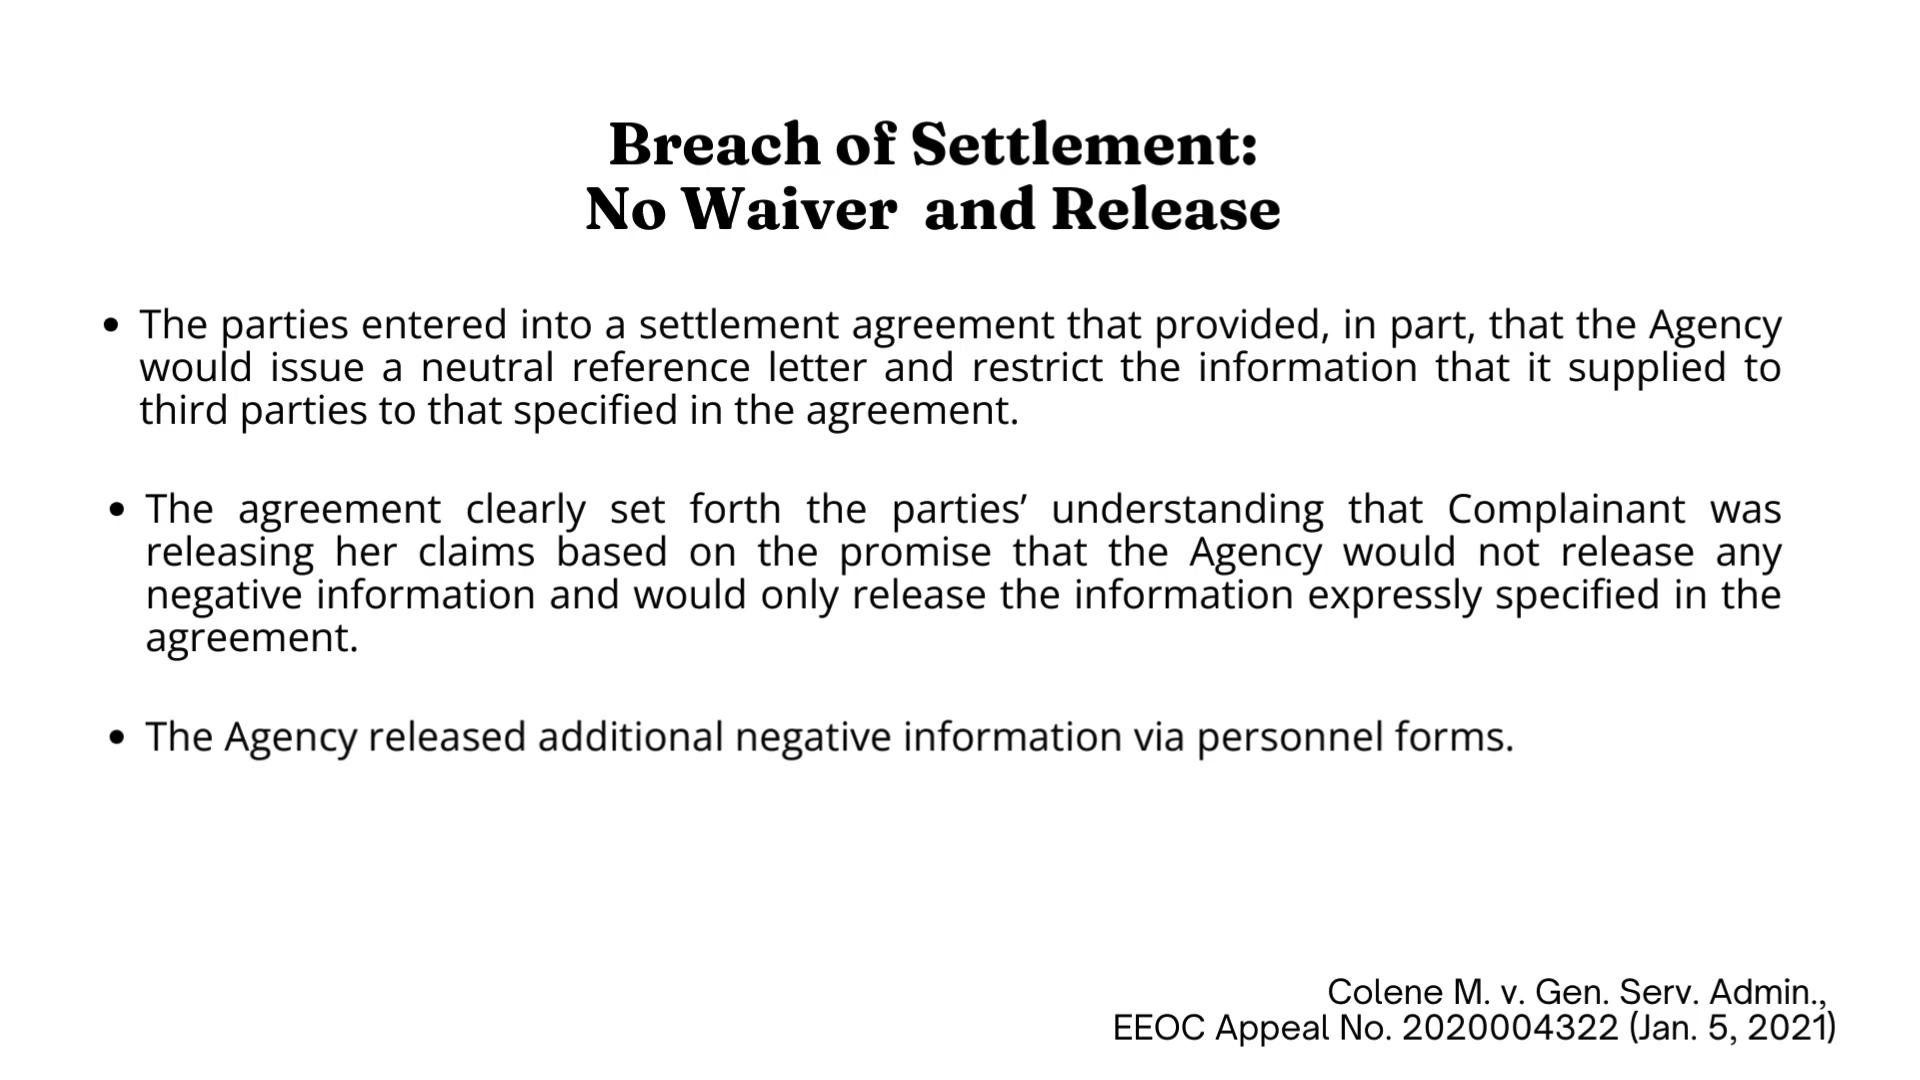 Breach of Settlement:
No Waiver  and Release
• The parties entered into a settlement agreement that provided, in part, that the Agency
would issue a neutral reference letter and restrict the information that it supplied to
third parties to that specified in the agreement.
• The agreement clearly set forth the parties’ understanding that Complainant was
releasing her claims based on the promise that the Agency would not release any
negative information and would only release the information expressly specified in the
agreement.
• The Agency released additional negative information via personnel forms.
Colene M. v. Gen. Serv. Admin.,
EEOC Appeal No. 2020004322 (Jan. 5, 2021)